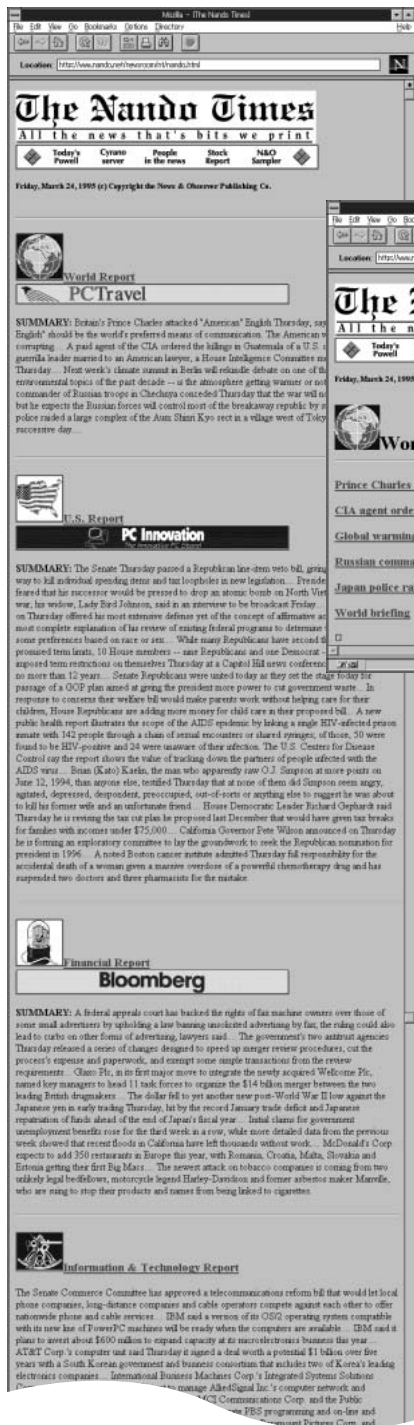 Mozilla - [The Nando Times]
File Edit View Go Bookmarks Options Directory Help
Location: http://www.nando.net/newsroom/nt/nando.html
The Nando Times
All the news that's bits we print
Today's Powell
Cyrano server
People in the news
Stock Report
N&O Sampler
Friday, March 24, 1995 (c) Copyright the News & Observer Publishing Co.
World Report
PCTravel
SUMMARY: Britain's Prince Charles attacked "American" English Thursday, say
English" should be the world's preferred means of communication. The American w
corrupting.... A paid agent of the CIA ordered the killings in Guatemala of a U.S. c
guerrilla leader married to an American lawyer, a House Intelligence Committee m
Thursday.... Next week's climate summit in Berlin will rekindle debate on one of th
environmental topics of the past decade -- is the atmosphere getting warmer or not
commander of Russian troops in Chechnya conceded Thursday that the war will no
but he expects the Russian forces will control most of the breakaway republic by s
police raided a large complex of the Aum Shinri Kyo sect in a village west of Toky
successive day....
File Edit View Go Boo
Location: http://www.n
The
All the n
Today's Powell
Friday, March 24, 1995
Wor
Prince Charles
CIA agent orde
Global warming
Russian comma
Japan police ra
World briefing
U.S. Report
PC Innovation
SUMMARY: The Senate Thursday passed a Republican line-item veto bill, giving
way to kill individual spending items and tax loopholes in new legislation.... Preside
feared that his successor would be pressed to drop an atomic bomb on North Viet
war, his widow, Lady Bird Johnson, said in an interview to be broadcast Friday....
on Thursday offered his most extensive defense yet of the concept of affirmative ac
most complete explanation of his review of existing federal programs to determine
some preferences based on race or sex.... While many Republicans have second th
promised term limits, 10 House members -- nine Republicans and one Democrat --
imposed term restrictions on themselves Thursday at a Capitol Hill news conferenc
no more than 12 years.... Senate Republicans were united today as they set the stage today for
passage of a GOP plan aimed at giving the president more power to cut government waste.... In
response to concerns their welfare bill would make parents work without helping care for their
children, House Republicans are adding more money for child care in their proposed bill.... A new
public health report illustrates the scope of the AIDS epidemic by linking a single HIV-infected prison
inmate with 142 people through a chain of sexual encounters or shared syringes; of those, 50 were
found to be HIV-positive and 24 were unaware of their infection. The U.S. Centers for Disease
Control say the report shows the value of tracking down the partners of people infected with the
AIDS virus.... Brian (Kato) Kaelin, the man who apparently saw O.J. Simpson at more points on
June 12, 1994, than anyone else, testified Thursday that at none of them did Simpson seem angry,
agitated, depressed, despondent, preoccupied, out-of-sorts or anything else to suggest he was about
to kill his former wife and an unfortunate friend.... House Democratic Leader Richard Gephardt said
Thursday he is revising the tax cut plan he proposed last December that would have given tax breaks
for families with incomes under $75,000.... California Governor Pete Wilson announced on Thursday
he is forming an exploratory committee to lay the groundwork to seek the Republican nomination for
president in 1996.... A noted Boston cancer institute admitted Thursday full responsibility for the
accidental death of a woman given a massive overdose of a powerful chemotherapy drug and has
suspended two doctors and three pharmacists for the mistake.
Financial Report
Bloomberg
SUMMARY: A federal appeals court has backed the rights of fax machine owners over those of
some small advertisers by upholding a law banning unsolicited advertising by fax; the ruling could also
lead to curbs on other forms of advertising, lawyers said.... The government's two antitrust agencies
Thursday released a series of changes designed to speed up merger review procedures, cut the
process's expense and paperwork, and exempt some simple transactions from the review
requirements.... Glaxo Plc, in its first major move to integrate the newly acquired Wellcome Plc,
named key managers to head 11 task forces to organize the $14 billion merger between the two
leading British drugmakers.... The dollar fell to yet another new post-World War II low against the
Japanese yen in early trading Thursday, hit by the record January trade deficit and Japanese
repatriation of funds ahead of the end of Japan's fiscal year.... Initial claims for government
unemployment benefits rose for the third week in a row, while more detailed data from the previous
week showed that recent floods in California have left thousands without work.... McDonald's Corp.
expects to add 350 restaurants in Europe this year, with Romania, Croatia, Malta, Slovakia and
Estonia getting their first Big Macs.... The newest attack on tobacco companies is coming from two
unlikely legal bedfellows, motorcycle legend Harley-Davidson and former asbestos maker Manville,
who are suing to stop their products and names from being linked to cigarettes.
Information & Technology Report
The Senate Commerce Committee has approved a telecommunications reform bill that would let local
phone companies, long-distance companies and cable operators compete against each other to offer
nationwide phone and cable services.... IBM said a version of its OS/2 operating system compatible
with its new line of PowerPC machines will be ready when the computers are available.... IBM said it
plans to invest about $600 million to expand capacity at its microelectronics business this year....
AT&T Corp.'s computer unit said Thursday it signed a deal worth a potential $1 billion over five
years with a South Korean government and business consortium that includes two of Korea's leading
electronics companies.... International Business Machines Corp.'s Integrated Systems Solutions
to manage AlliedSignal Inc.'s computer network and
MCI Communications Corp. and the Public
PBS programming and on-line and
Paramount Pictures Corp. and